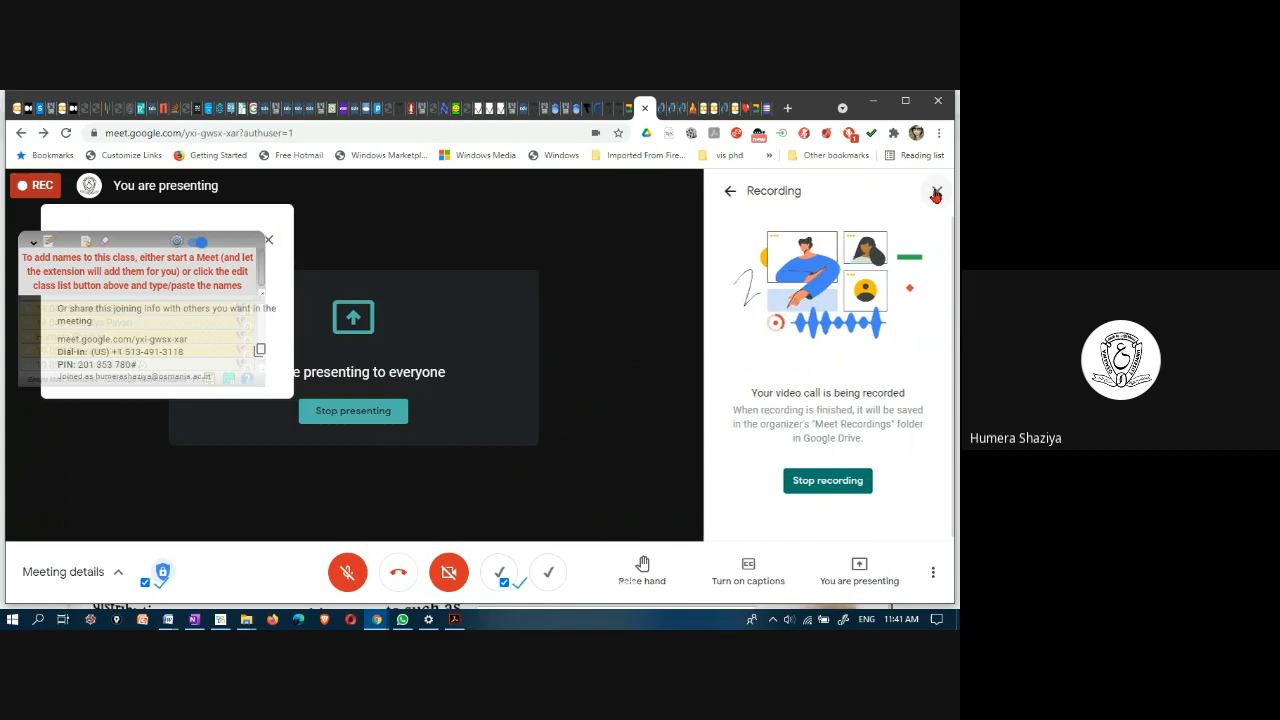 meet.google.com/yxi-gwsx-xar?authuser=1
Bookmarks
Customize Links
Getting Started
Free Hotmail
Windows Marketpl...
Windows Media
Windows
Imported From Fire...
vis phd
»
Other bookmarks
Reading list
REC
You are presenting
Recording
To add names to this class, either start a Meet (and let
the extension will add them for you) or click the edit
class list button above and type/paste the names
Or share this joining info with others you want in the
meeting
meet.google.com/yxi-gwsx-xar
Dial-in: (US) +1 513-491-3118
PIN: 201 353 780#
Joined as humerashaziya@osmania.ac.in
e presenting to everyone
Stop presenting
Your video call is being recorded
When recording is finished, it will be saved
in the organizer's "Meet Recordings" folder
in Google Drive.
Stop recording
Humera Shaziya
Meeting details
Raise hand
Turn on captions
You are presenting
ENG
11:41 AM